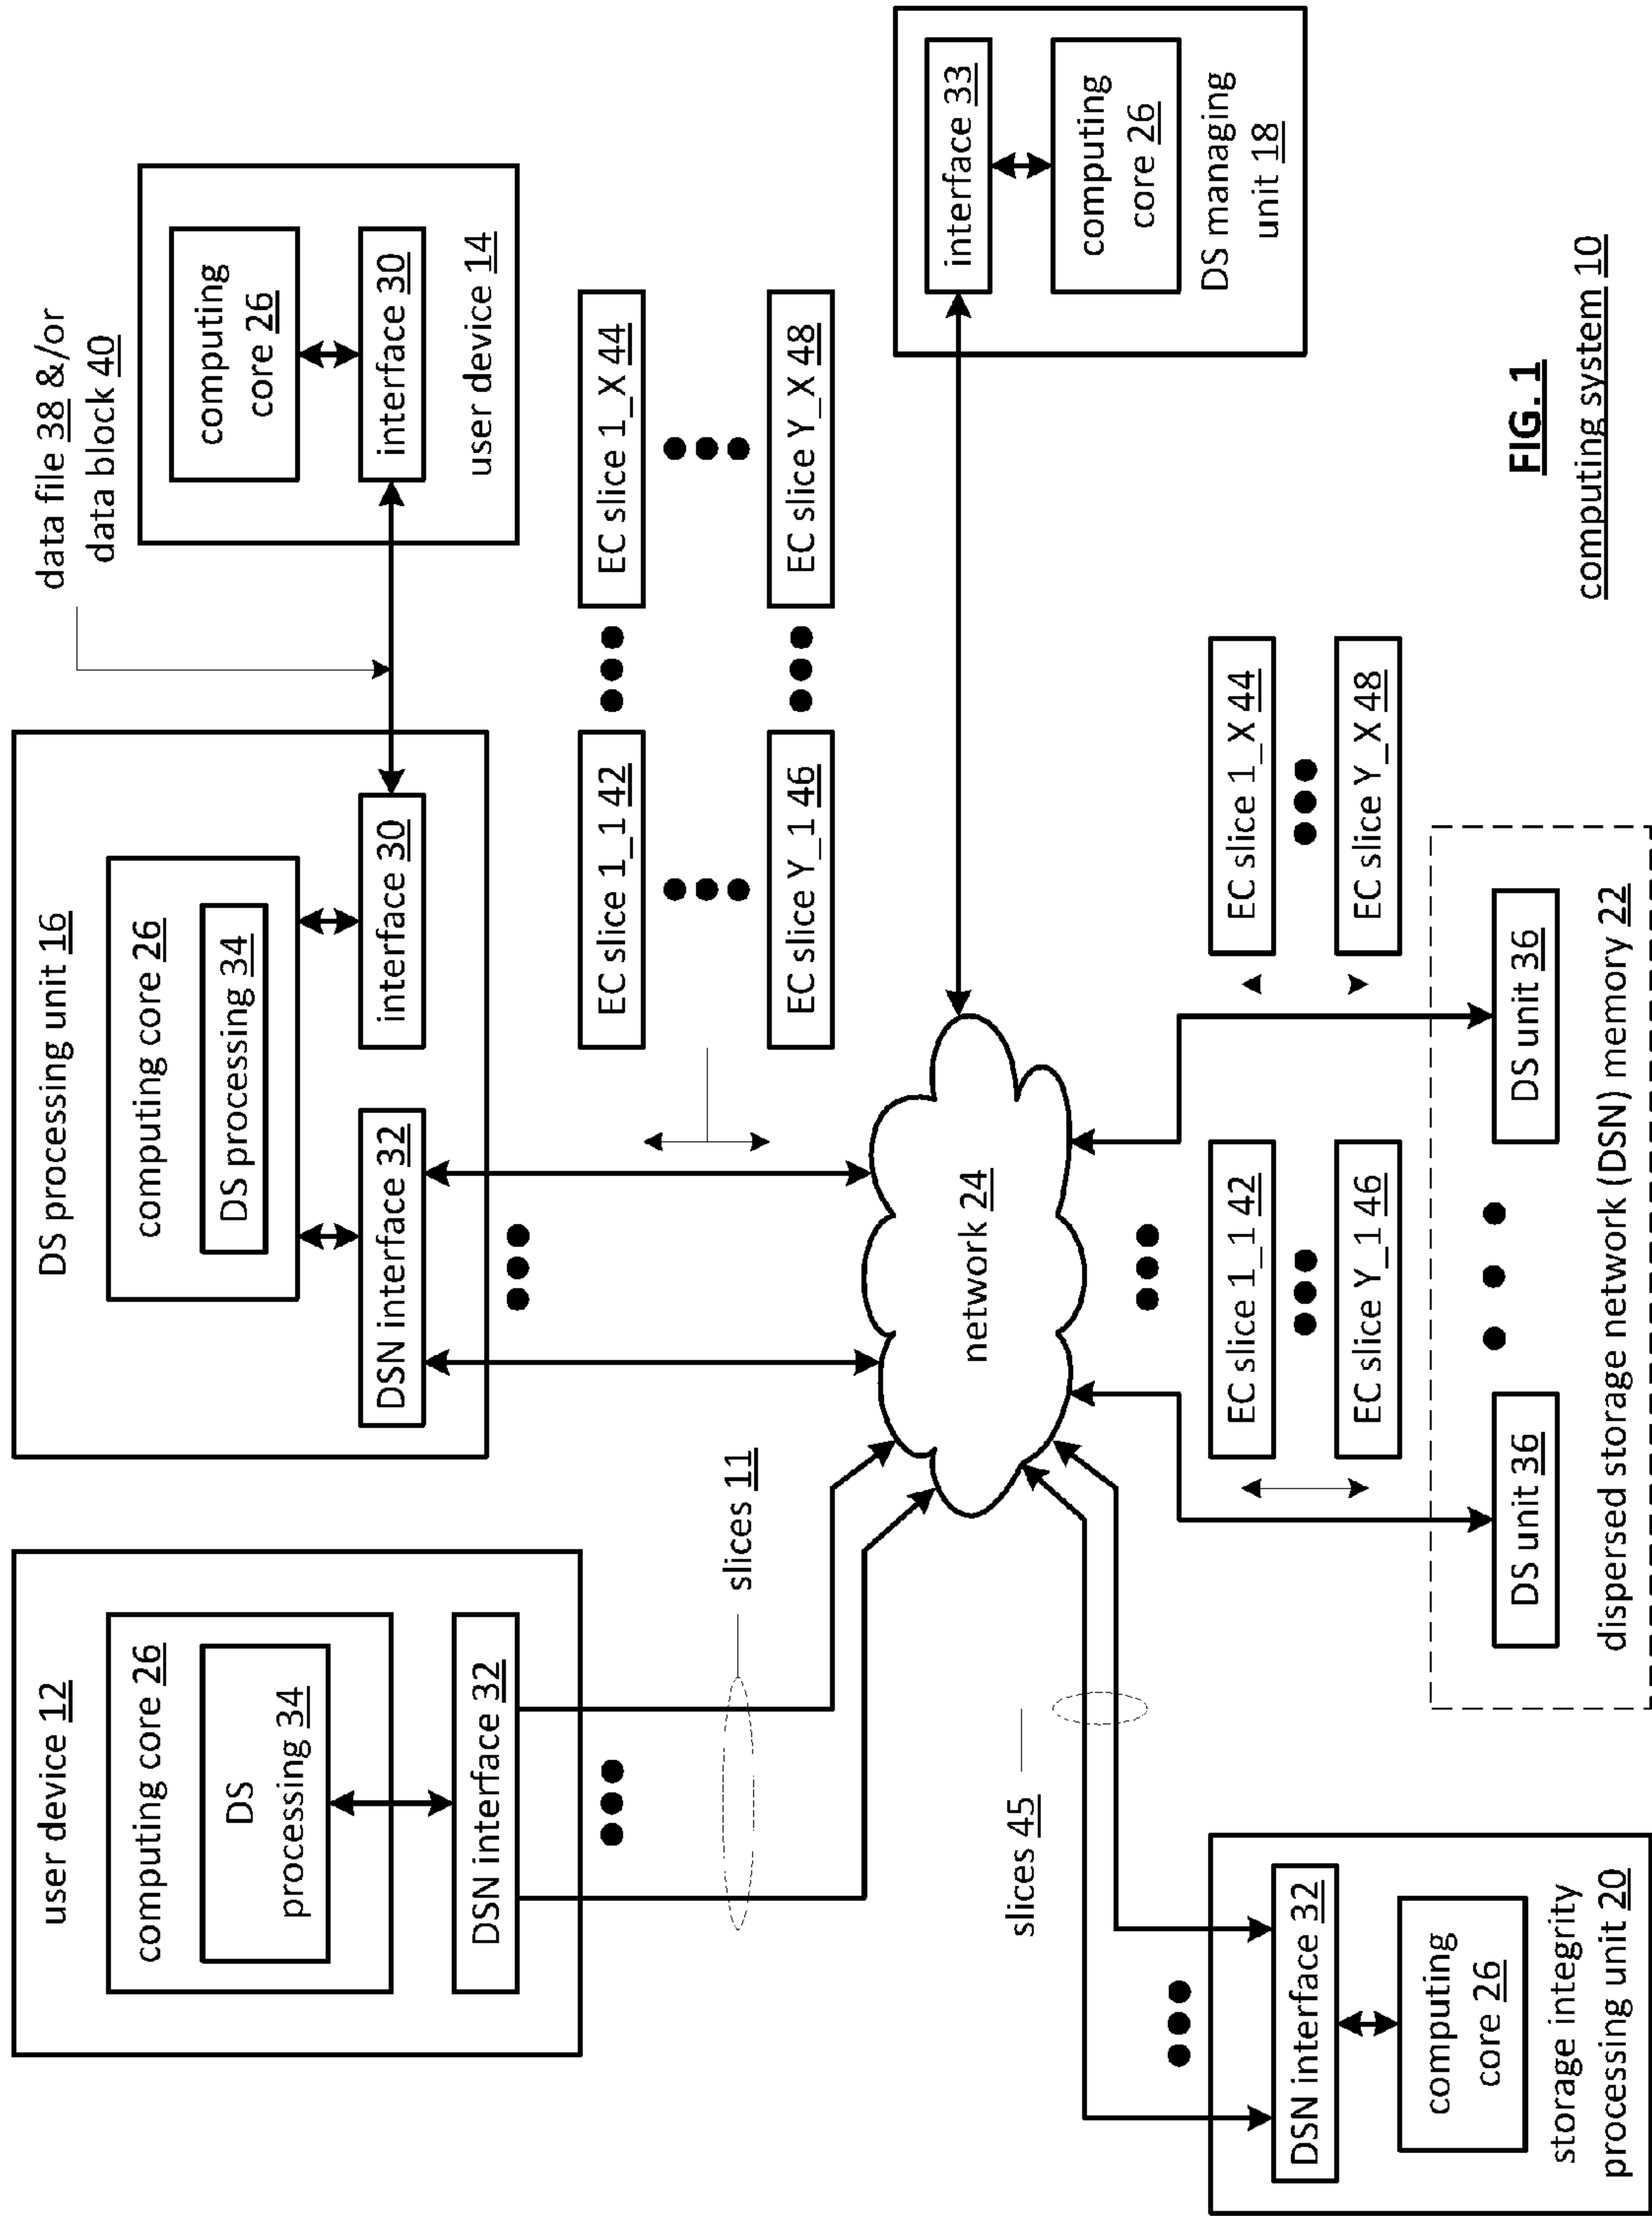 user device 12
computing core 26
DS
processing 34
DSN interface 32
slices 11
DS processing unit 16
computing core 26
DS processing 34
DSN interface 32
interface 30
data file 38 &/or
data block 40
computing
core 26
interface 30
user device 14
EC slice 1_1 42
EC slice 1_X 44
EC slice Y_1 46
EC slice Y_X 48
network 24
interface 33
computing
core 26
DS managing
unit 18
slices 45
DSN interface 32
computing
core 26
storage integrity
processing unit 20
EC slice 1_1 42
EC slice Y_1 46
EC slice 1_X 44
EC slice Y_X 48
DS unit 36
DS unit 36
dispersed storage network (DSN) memory 22
FIG. 1
computing system 10